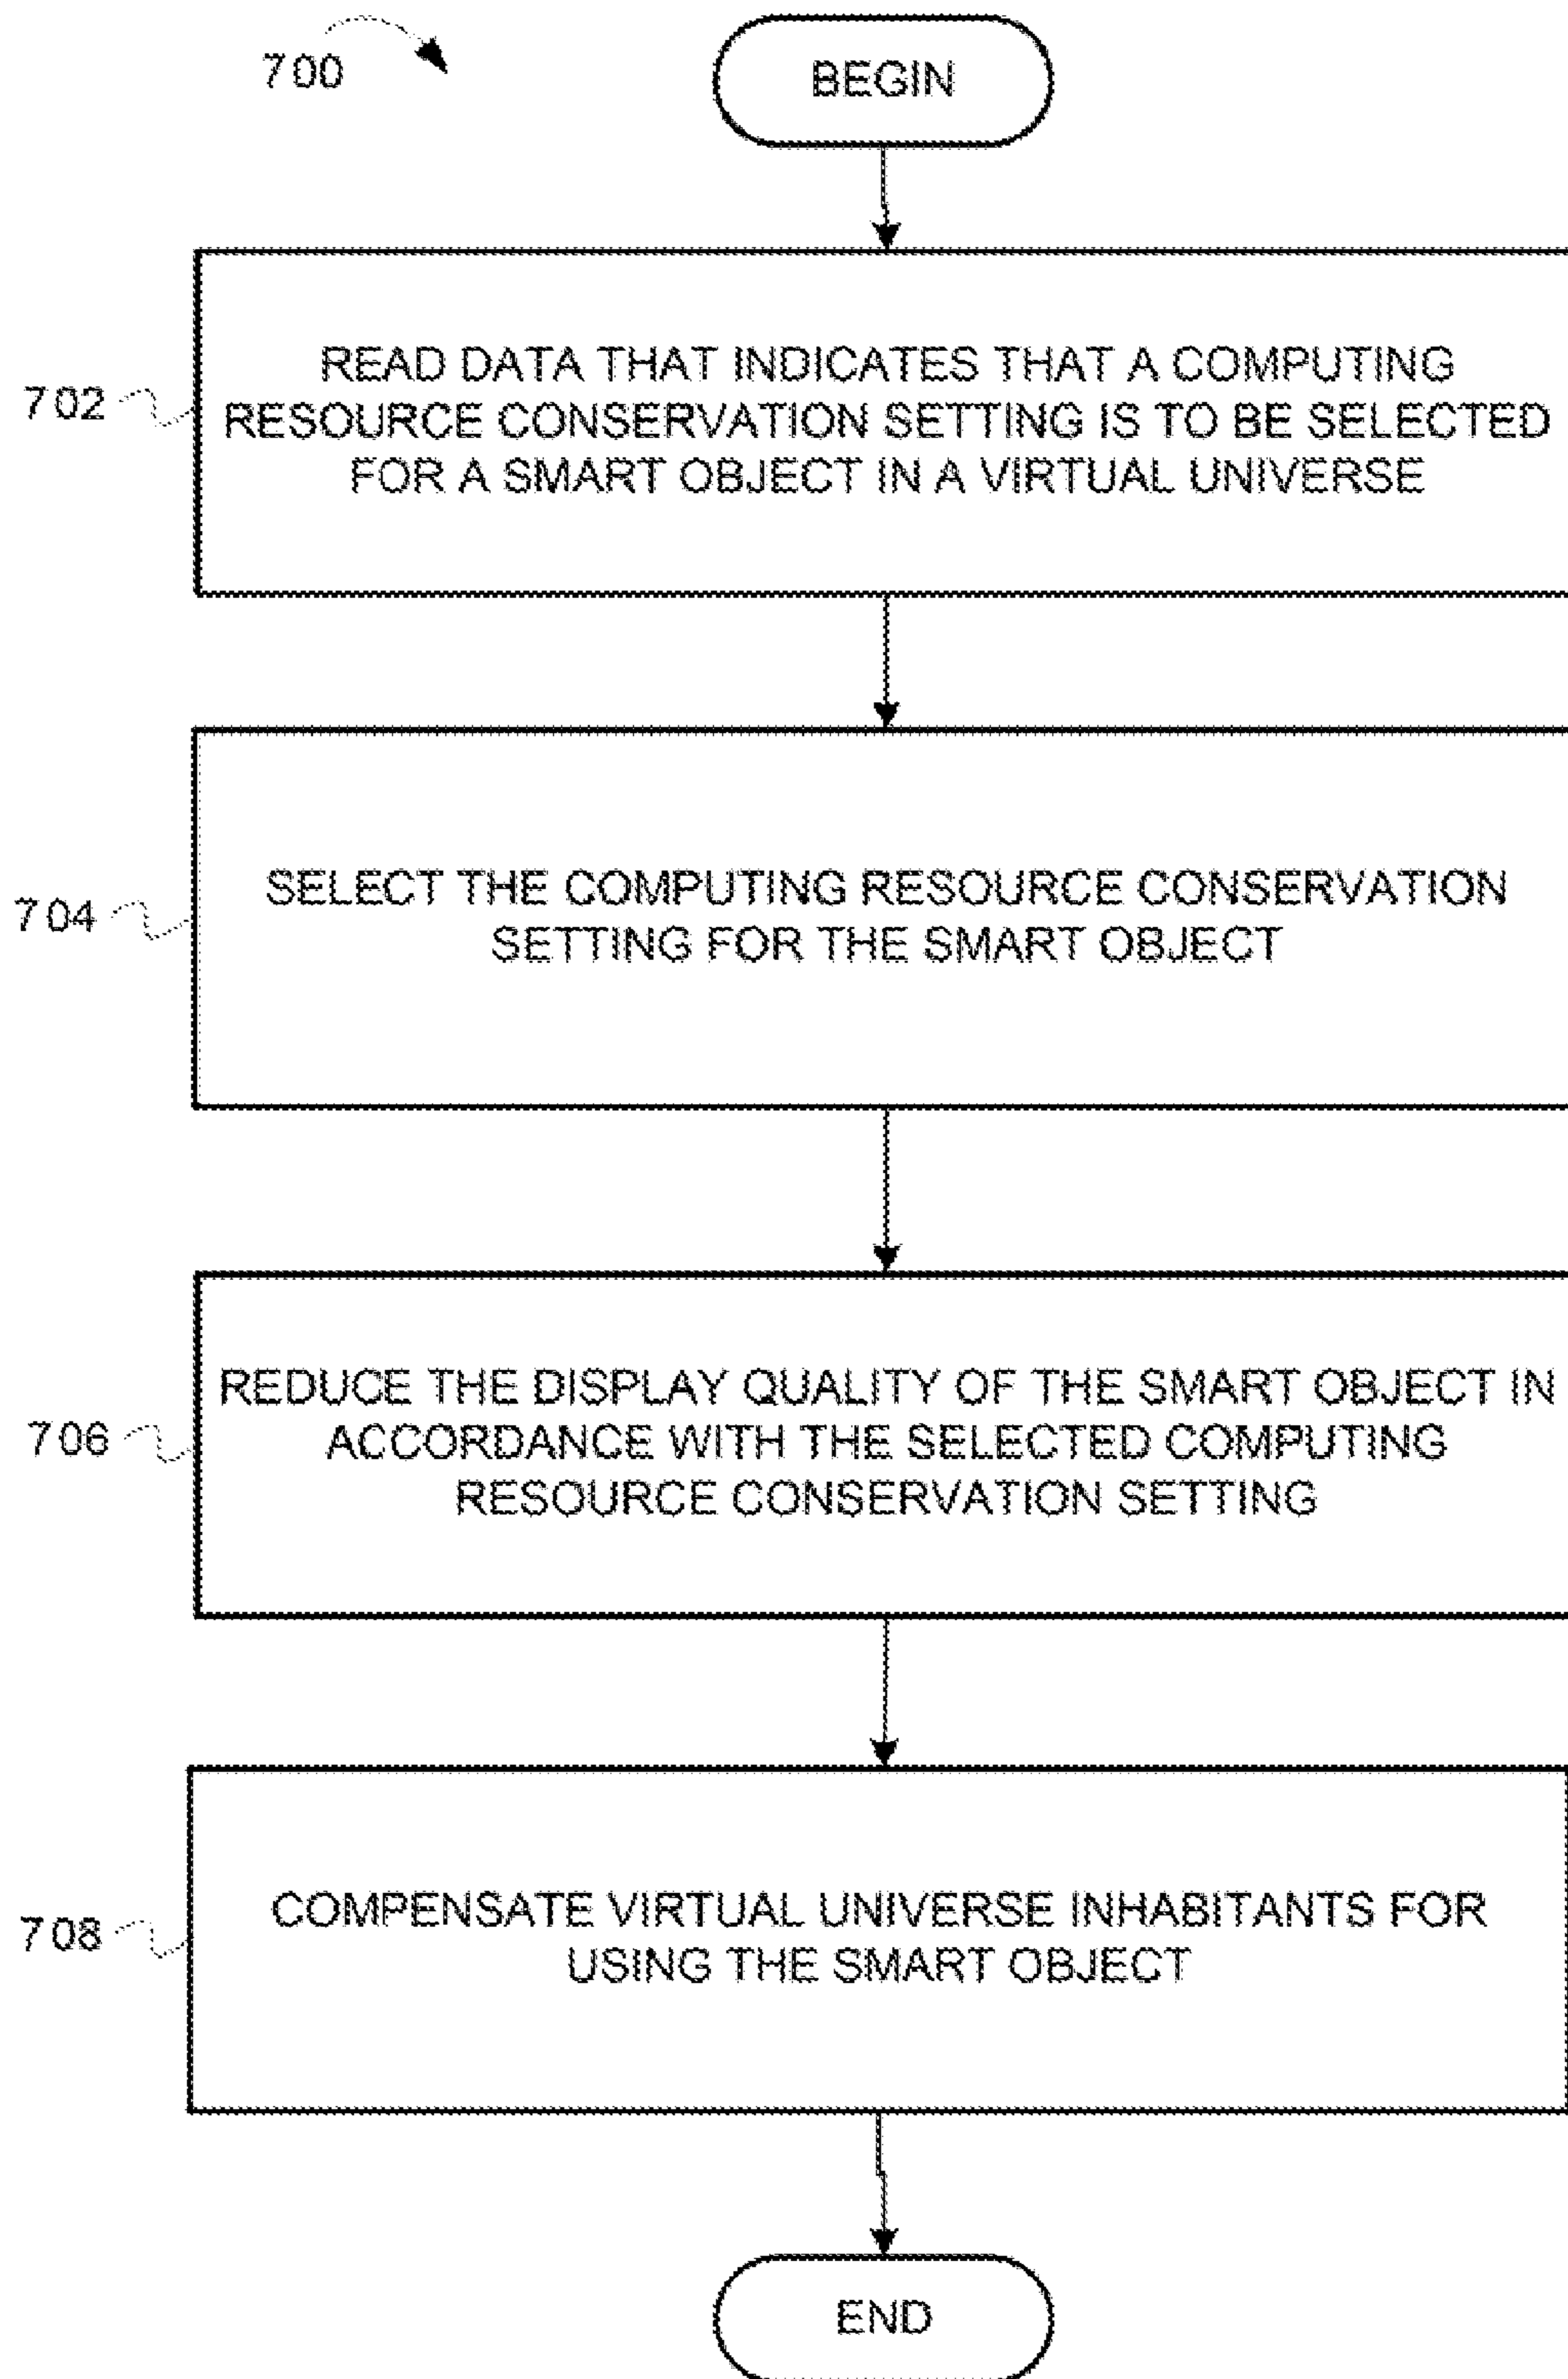 700
BEGIN
702
READ DATA THAT INDICATES THAT A COMPUTING
RESOURCE CONSERVATION SETTING IS TO BE SELECTED
FOR A SMART OBJECT IN A VIRTUAL UNIVERSE
704
SELECT THE COMPUTING RESOURCE CONSERVATION
SETTING FOR THE SMART OBJECT
706
REDUCE THE DISPLAY QUALITY OF THE SMART OBJECT IN
ACCORDANCE WITH THE SELECTED COMPUTING
RESOURCE CONSERVATION SETTING
708
COMPENSATE VIRTUAL UNIVERSE INHABITANTS FOR
USING THE SMART OBJECT
END